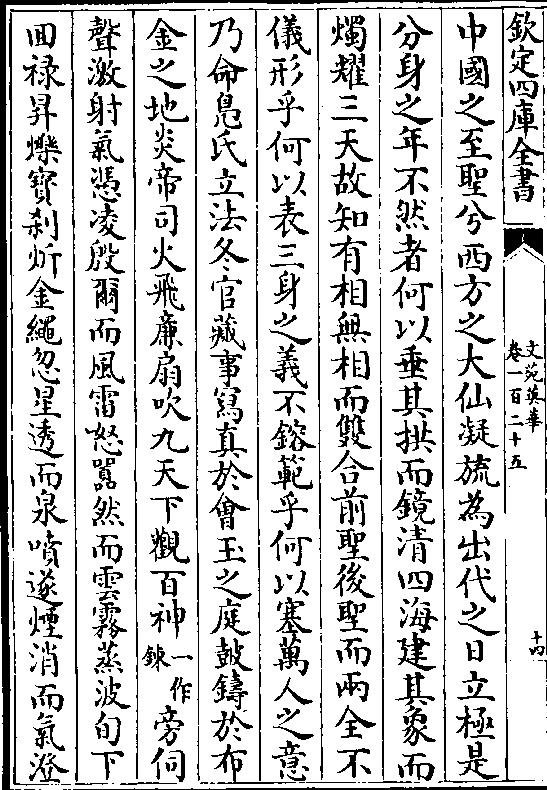 欽定四庫全書
文苑英華
卷一百二十五
十四
中國之至聖兮西方之大仙凝旒為出代之日立極是
分身之年不然者何以垂其拱而鏡清四海建其象而
燭耀三天故知有相無相而雙合前聖後聖而兩全不
儀形乎何以表三身之義不鎔範乎何以塞萬人之意
乃命鳧氏立法冬官蕆事寫真於會玉之庭鼓鑄於布
金之地炎帝司火飛廉扇吹九天下觀百神一作鍊旁伺
聲激射氣憑凌殷爾而風雷怒嚣然而雲霧蒸波旬下
回祿昇爍寶刹炘金繩忽星透而泉噴遂煙消而氣澄